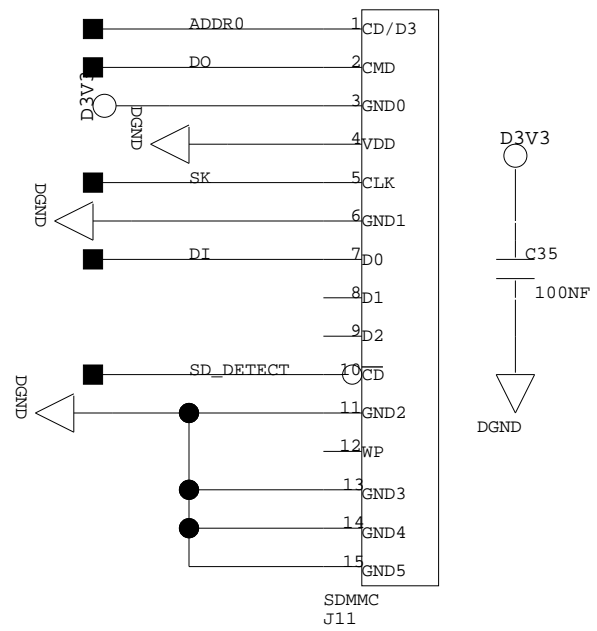 ADDR0 1 CD/D3
DO 2 CMD
D3V3 3 GND0
DGND 4 VDD
D3V3
SK 5 CLK
DGND 6 GND1
DI 7 D0
C35
8 D1
100NF
9 D2
SD_DETECT 10 CD
DGND 11 GND2
DGND
12 WP
13 GND3
14 GND4
15 GND5
SDMMC
J11